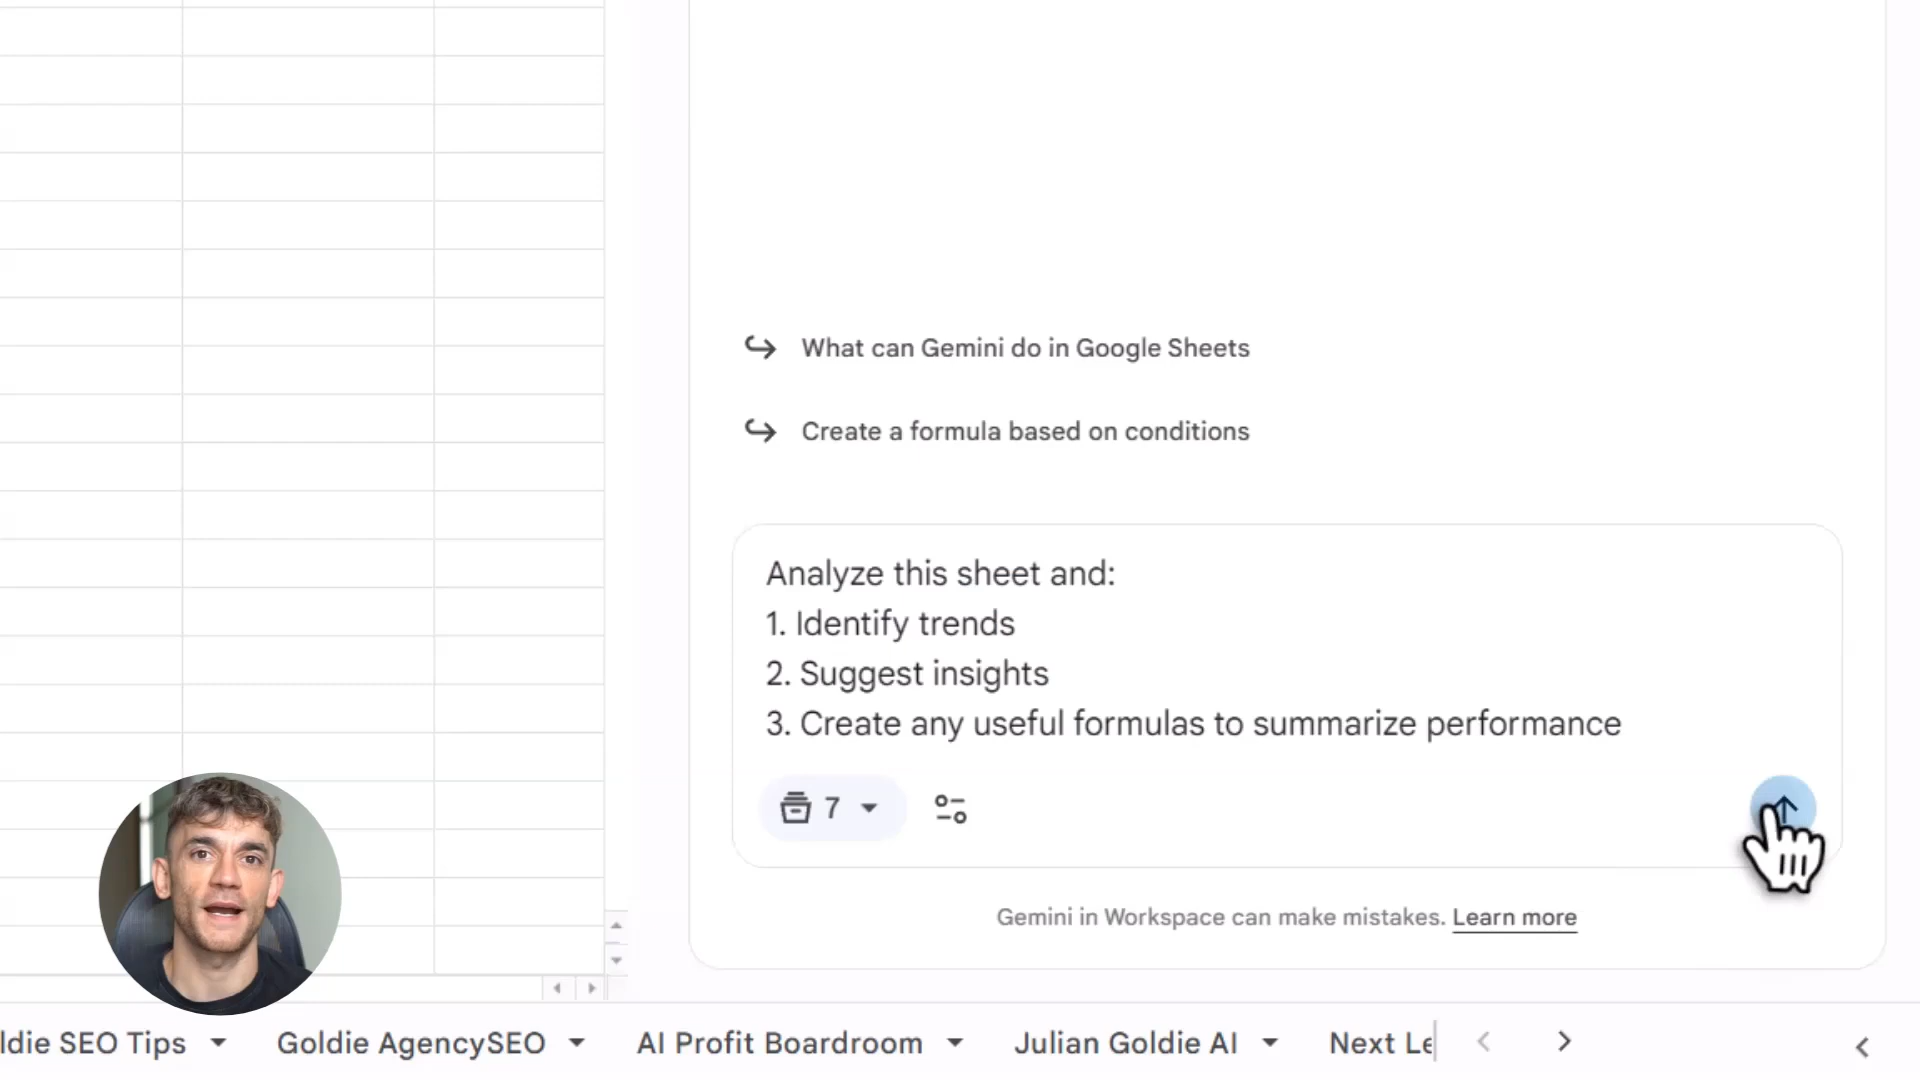 What can Gemini do in Google Sheets
Create a formula based on conditions
Analyze this sheet and:
1. Identify trends
2. Suggest insights
3. Create any useful formulas to summarize performance
7
Gemini in Workspace can make mistakes. Learn more
ldie SEO Tips Goldie AgencySEO AI Profit Boardroom Julian Goldie AI Next Le